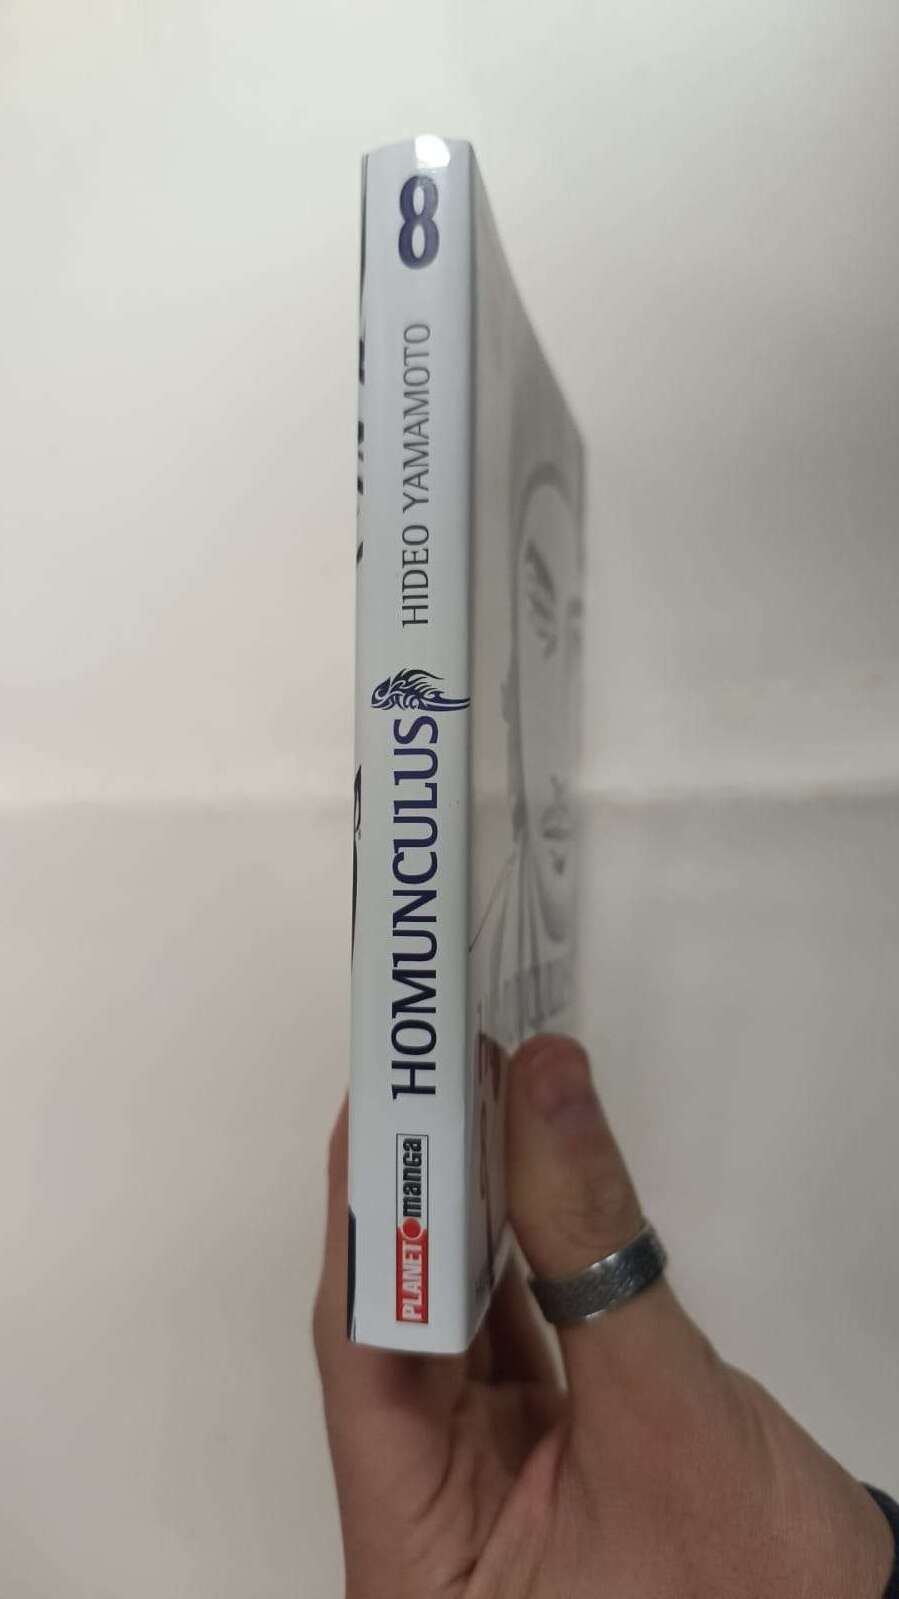 PLANET manga
HOMUNCULUS
HIDEO YAMAMOTO
8